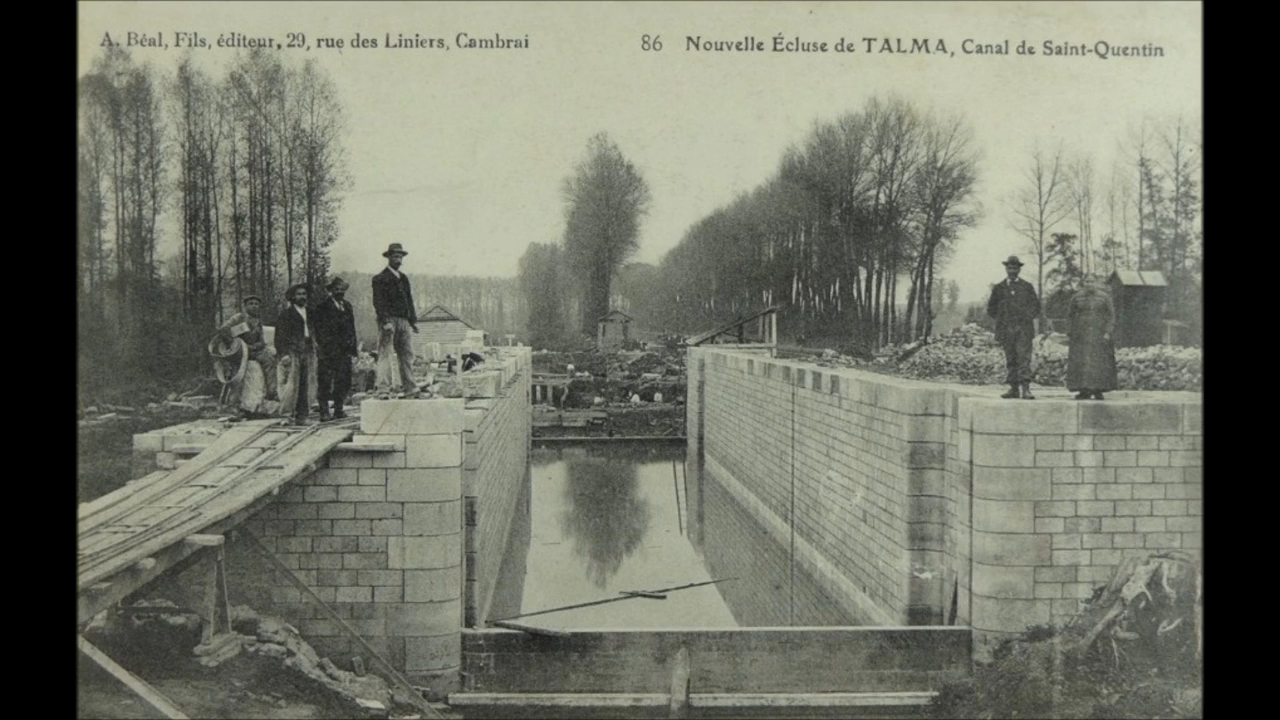 A. Béal, Fils, éditeur, 29, rue des Liniers, Cambrai
86 Nouvelle Écluse de TALMA, Canal de Saint-Quentin